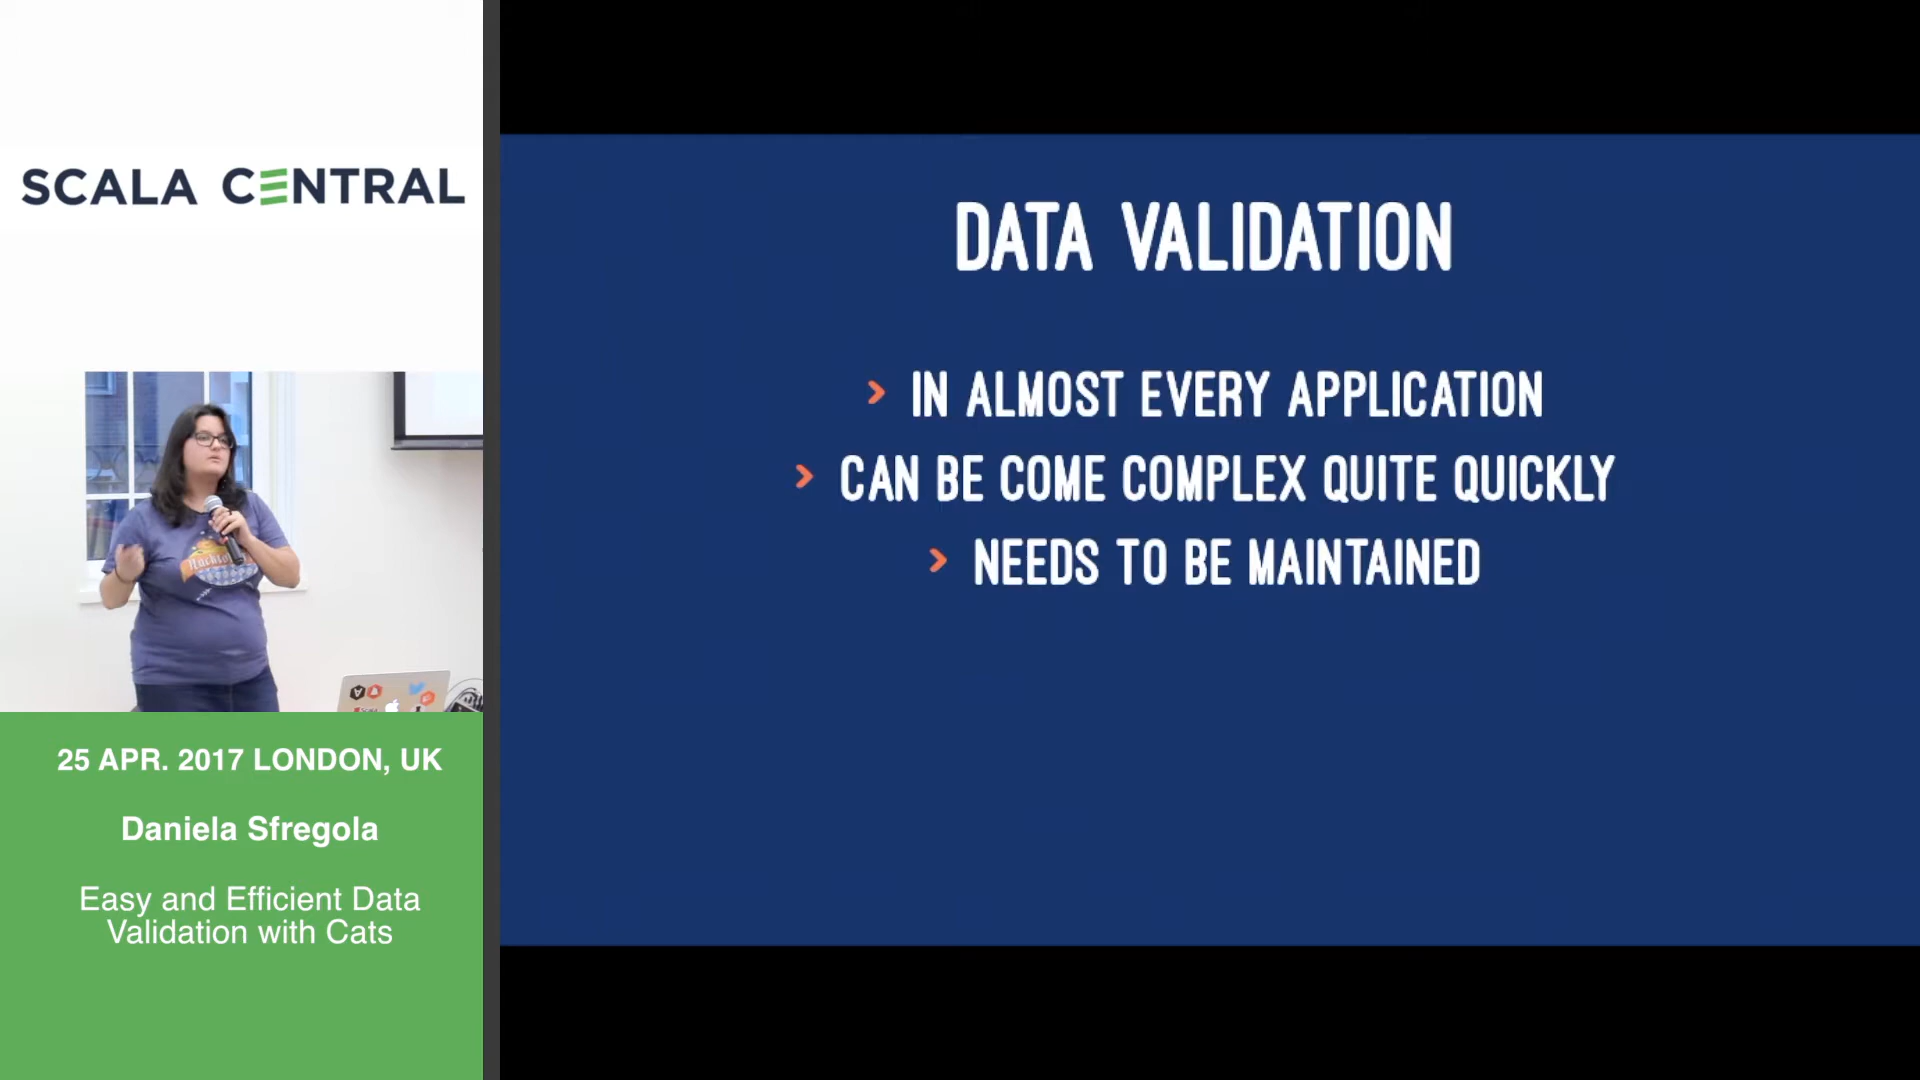 SCALA CENTRAL
DATA VALIDATION
IN ALMOST EVERY APPLICATION
CAN BE COME COMPLEX QUITE QUICKLY
NEEDS TO BE MAINTAINED
25 APR. 2017 LONDON, UK
Daniela Sfregola
Easy and Efficient Data
Validation with Cats